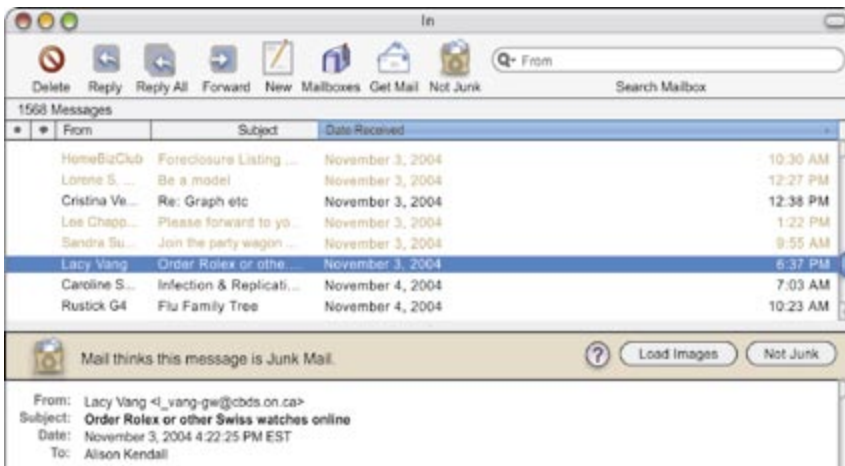 In
Delete Reply Reply All Forward New Mailboxes Get Mail Not Junk Search Mailbox
From
1568 Messages
From Subject Date Received
HomeBizClub Foreclosure Listing ... November 3, 2004 10:30 AM
Lorene S. ... Be a model November 3, 2004 12:27 PM
Cristina Ve... Re: Graph etc November 3, 2004 12:38 PM
Lee Chapp... Please forward to yo... November 3, 2004 1:22 PM
Sandra Su... Join the party wagon ... November 3, 2004 9:55 AM
Lacy Vang Order Rolex or othe... November 3, 2004 6:37 PM
Caroline S... Infection & Replicati... November 4, 2004 7:03 AM
Rustick G4 Flu Family Tree November 4, 2004 10:23 AM
Mail thinks this message is Junk Mail. ? Load Images Not Junk
From: Lacy Vang <l_vang-gw@cbds.on.ca>
Subject: Order Rolex or other Swiss watches online
Date: November 3, 2004 4:22:25 PM EST
To: Alison Kendall